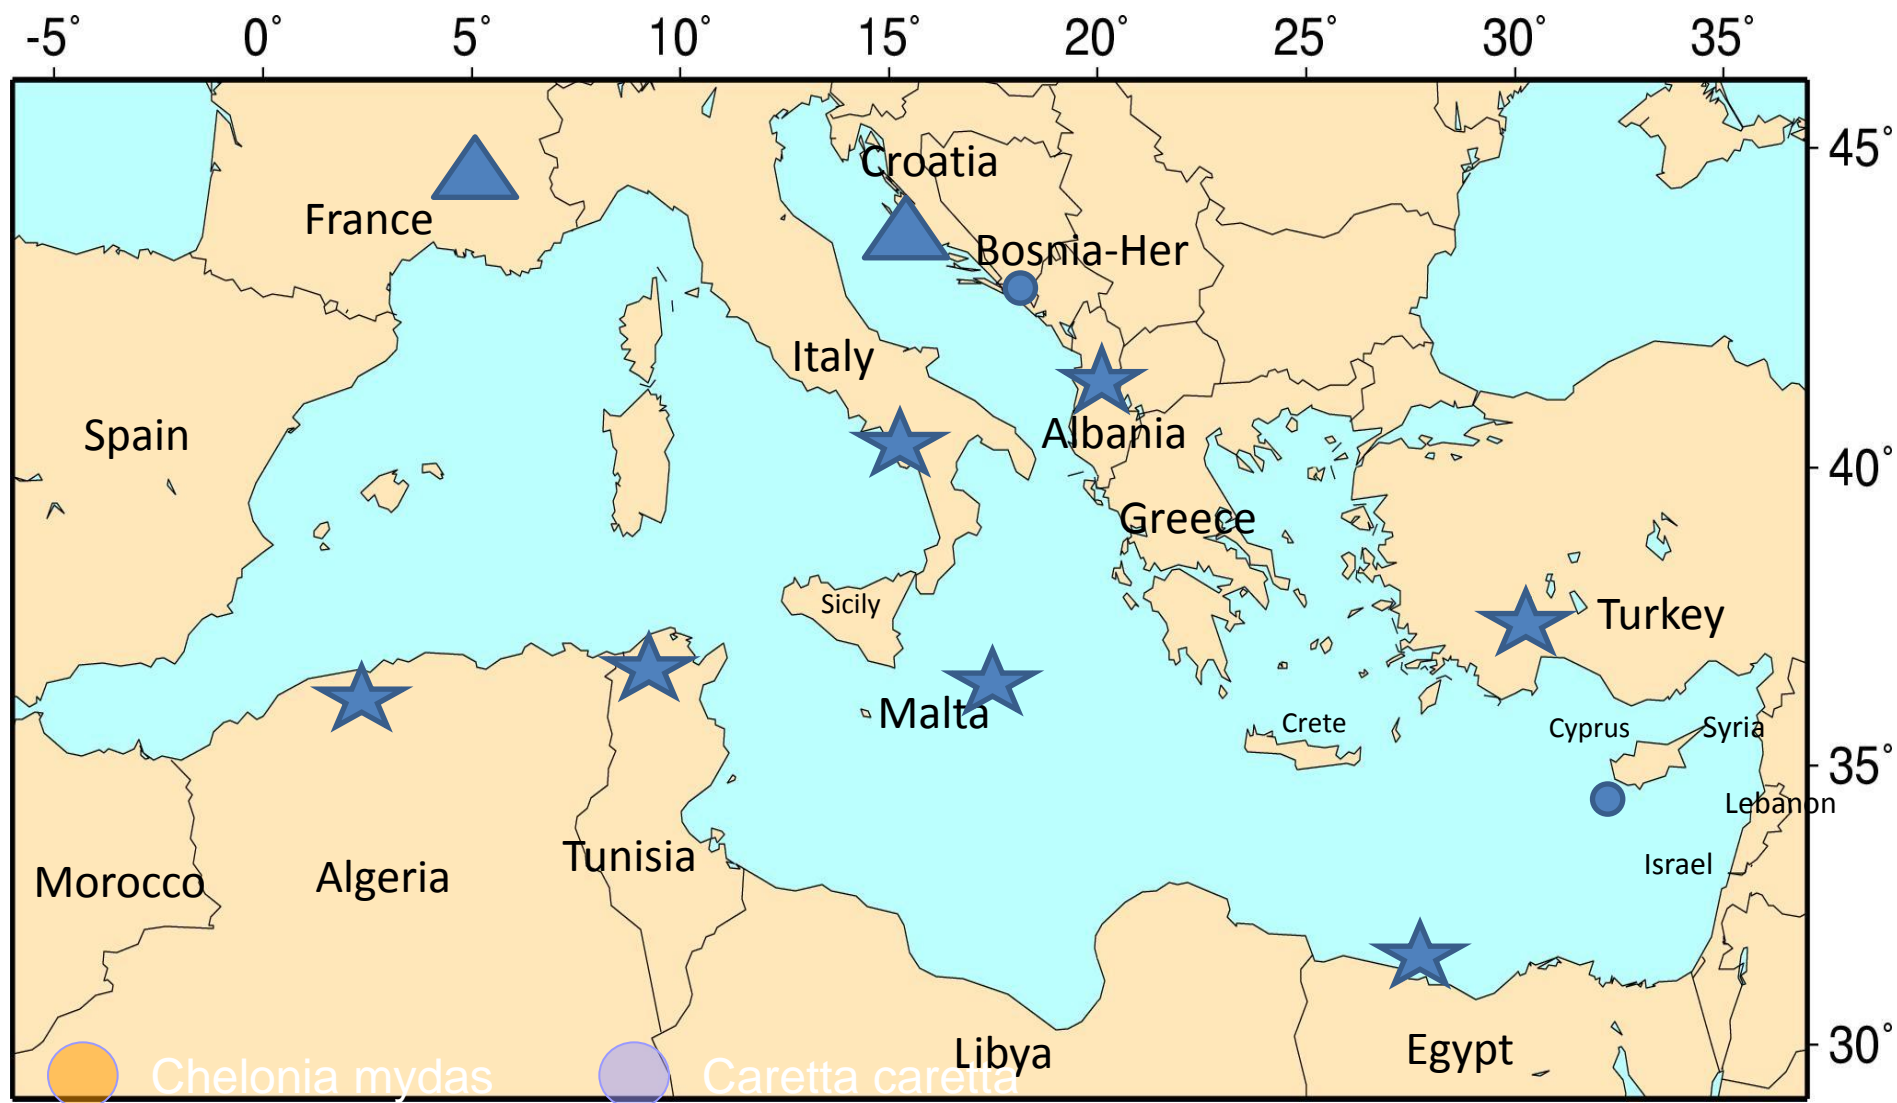 -5° 0° 5° 10° 15° 20° 25° 30° 35°
45°
Croatia
France
Bosnia-Her
Italy
Spain
Albania
40°
Greece
Sicily
Turkey
Malta
Crete
Cyprus
Syria
35°
Lebanon
Tunisia
Israel
Morocco
Algeria
Libya
Egypt
30°
Chelonia mydas
Caretta caretta